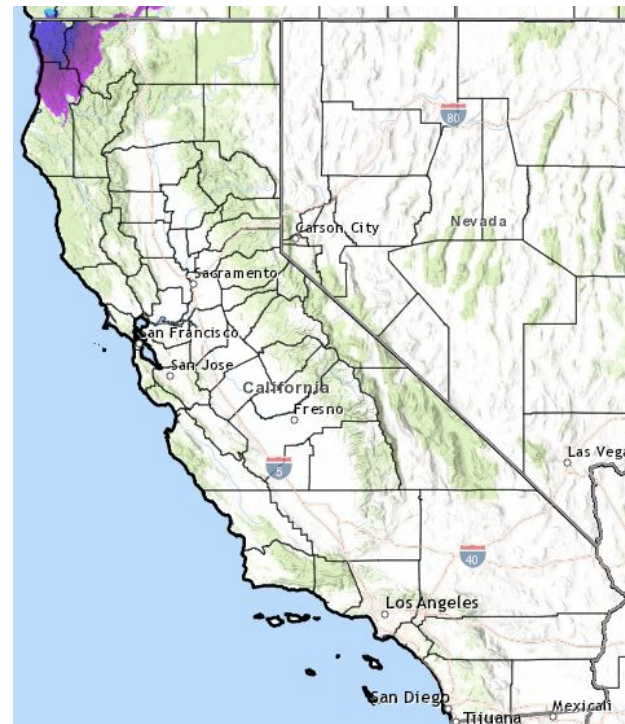 80
Carson City
Nevada
Sacramento
San Francisco
San Jose
California
Fresno
5
Las Vega
40
Los Angeles
San Diego
Tijuana
Mexicali